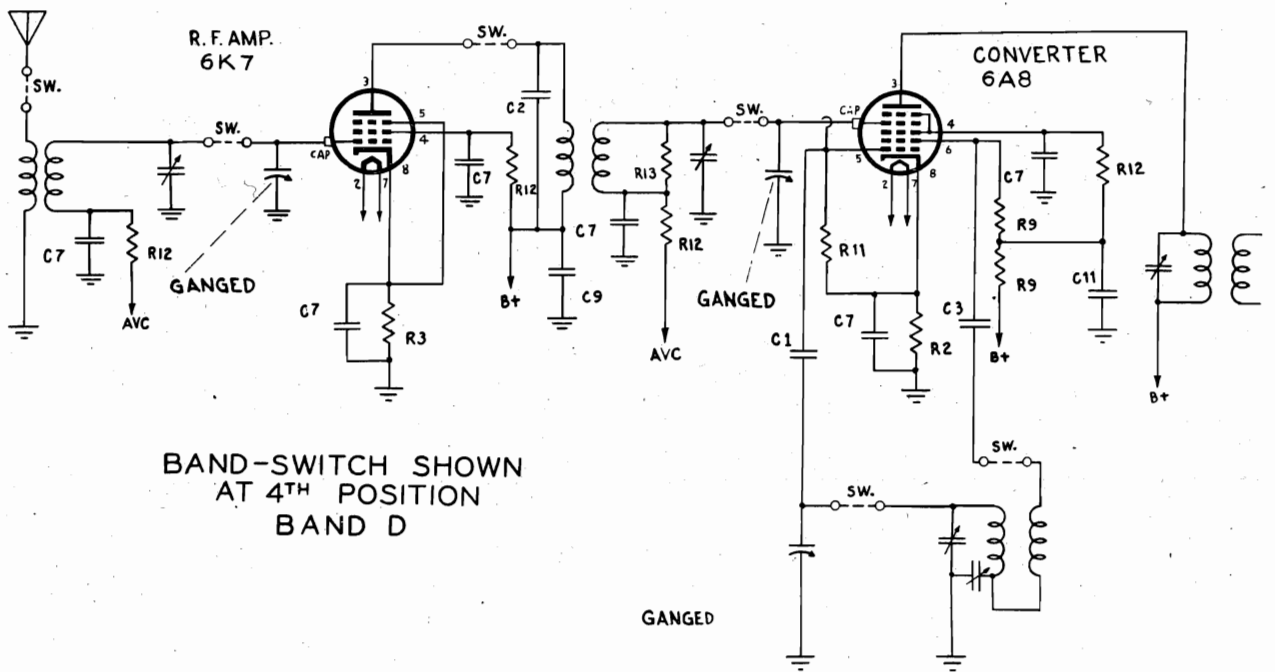 R.F. AMP.
6K7
SW.
SW.
SW.
CAP
3
5
4
8
2
7
C2
C7
R12
C7
R12
AVC
GANGED
C7
R3
B+
C9
CONVERTER
6A8
SW.
CAP
3
4
6
5
8
2
7
R13
C7
R12
AVC
GANGED
R11
C7
R2
C1
C3
C7
R9
R9
R12
C11
B+
B+
SW.
SW.
BAND-SWITCH SHOWN
AT 4TH POSITION
BAND D
GANGED